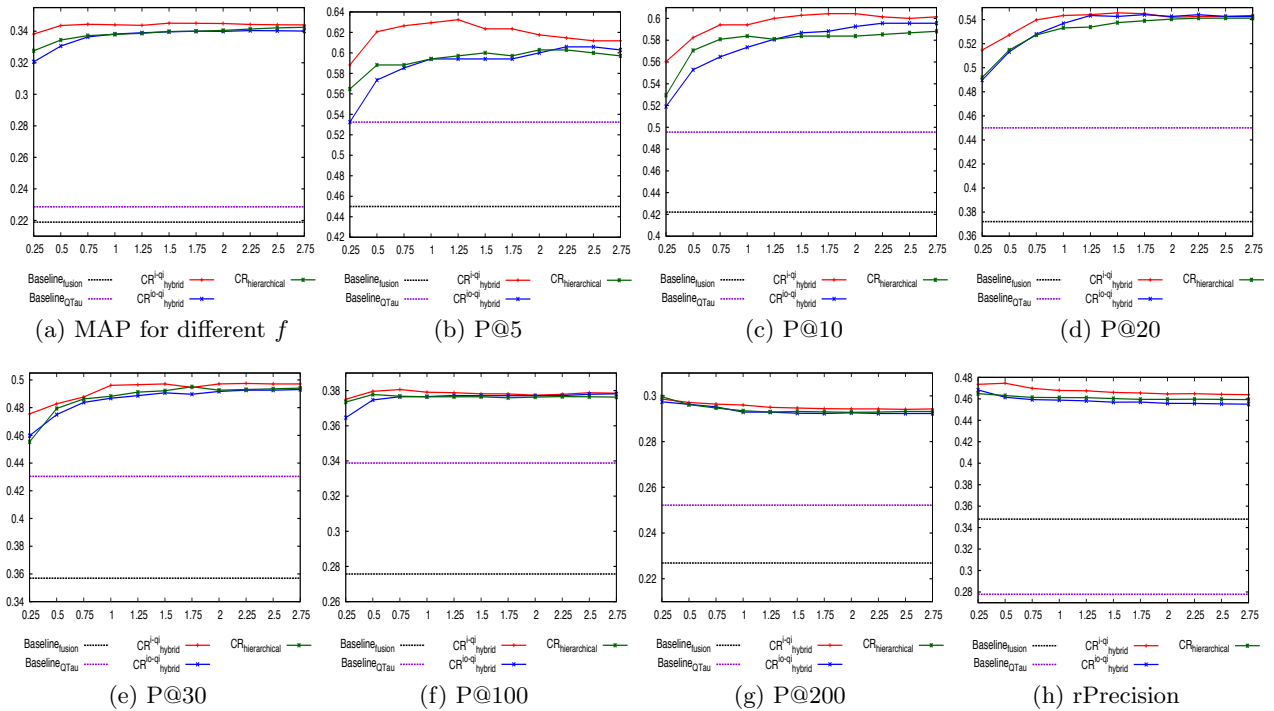 0.34
0.32
0.3
0.28
0.26
0.24
0.22
0.25 0.5 0.75 1 1.25 1.5 1.75 2 2.25 2.5 2.75
Baseline_fusion CR^i-qi_hybrid CR_hierarchical
Baseline_QTau CR^io-qi_hybrid
(a) MAP for different f
0.64
0.62
0.6
0.58
0.56
0.54
0.52
0.5
0.48
0.46
0.44
0.42
0.25 0.5 0.75 1 1.25 1.5 1.75 2 2.25 2.5 2.75
Baseline_fusion CR^i-qi_hybrid CR_hierarchical
Baseline_QTau CR^io-qi_hybrid
(b) P@5
0.6
0.58
0.56
0.54
0.52
0.5
0.48
0.46
0.44
0.42
0.4
0.25 0.5 0.75 1 1.25 1.5 1.75 2 2.25 2.5 2.75
Baseline_fusion CR^i-qi_hybrid CR_hierarchical
Baseline_QTau CR^io-qi_hybrid
(c) P@10
0.54
0.52
0.5
0.48
0.46
0.44
0.42
0.4
0.38
0.36
0.25 0.5 0.75 1 1.25 1.5 1.75 2 2.25 2.5 2.75
Baseline_fusion CR^i-qi_hybrid CR_hierarchical
Baseline_QTau CR^io-qi_hybrid
(d) P@20
0.5
0.48
0.46
0.44
0.42
0.4
0.38
0.36
0.34
0.25 0.5 0.75 1 1.25 1.5 1.75 2 2.25 2.5 2.75
Baseline_fusion CR^i-qi_hybrid CR_hierarchical
Baseline_QTau CR^io-qi_hybrid
(e) P@30
0.38
0.36
0.34
0.32
0.3
0.28
0.26
0.25 0.5 0.75 1 1.25 1.5 1.75 2 2.25 2.5 2.75
Baseline_fusion CR^i-qi_hybrid CR_hierarchical
Baseline_QTau CR^io-qi_hybrid
(f) P@100
0.3
0.28
0.26
0.24
0.22
0.25 0.5 0.75 1 1.25 1.5 1.75 2 2.25 2.5 2.75
Baseline_fusion CR^i-qi_hybrid CR_hierarchical
Baseline_QTau CR^io-qi_hybrid
(g) P@200
0.48
0.46
0.44
0.42
0.4
0.38
0.36
0.34
0.32
0.3
0.28
0.25 0.5 0.75 1 1.25 1.5 1.75 2 2.25 2.5 2.75
Baseline_fusion CR^i-qi_hybrid CR_hierarchical
Baseline_QTau CR^io-qi_hybrid
(h) rPrecision